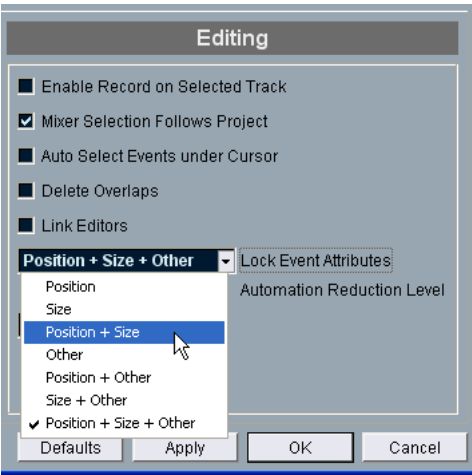 Editing
Enable Record on Selected Track
Mixer Selection Follows Project
Auto Select Events under Cursor
Delete Overlaps
Link Editors
Position + Size + Other Lock Event Attributes
Position
Automation Reduction Level
Size
Position + Size
Other
Position + Other
Size + Other
Position + Size + Other
Defaults Apply OK Cancel